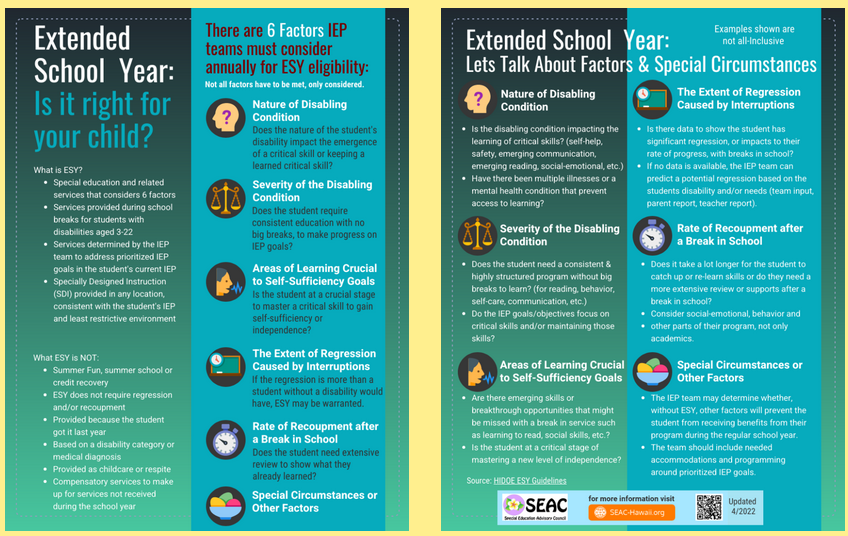 Extended
School Year:
Is it right for
your child?
What is ESY?
• Special education and related
services that considers 6 factors
• Services provided during school
breaks for students with
disabilities aged 3-22
• Services determined by the IEP
team to address prioritized IEP
goals in the student's current IEP
• Specially Designed Instruction
(SDI) provided in any location,
consistent with the student's IEP
and least restrictive environment
What ESY is NOT:
• Summer Fun, summer school or
credit recovery
• ESY does not require regression
and/or recoupment
• Provided because the student
got it last year
• Based on a disability category or
medical diagnosis
• Provided as childcare or respite
• Compensatory services to make
up for services not received
during the school year
There are 6 Factors IEP
teams must consider
annually for ESY eligibility:
Not all factors have to be met, only considered.
Nature of Disabling
Condition
Does the nature of the student's
disability impact the emergence
of a critical skill or keeping a
learned critical skill?
Severity of the Disabling
Condition
Does the student require
consistent education with no
big breaks, to make progress on
IEP goals?
Areas of Learning Crucial
to Self-Sufficiency Goals
Is the student at a crucial stage
to master a critical skill to gain
self-sufficiency or
independence?
The Extent of Regression
Caused by Interruptions
If the regression is more than a
student without a disability would
have, ESY may be warranted.
Rate of Recoupment after
a Break in School
Does the student need extensive
review to show what they
already learned?
Special Circumstances or
Other Factors
Extended School Year:
Examples shown are
not all-Inclusive
Lets Talk About Factors & Special Circumstances
Nature of Disabling
Condition
• Is the disabling condition impacting the
learning of critical skills? (self-help,
safety, emerging communication,
emerging reading, social-emotional, etc.)
• Have there been multiple illnesses or a
mental health condition that prevent
access to learning?
Severity of the Disabling
Condition
• Does the student need a consistent &
highly structured program without big
breaks to learn? (for reading, behavior,
self-care, communication, etc.)
• Do the IEP goals/objectives focus on
critical skills and/or maintaining those
skills?
Areas of Learning Crucial
to Self-Sufficiency Goals
• Are there emerging skills or
breakthrough opportunities that might
be missed with a break in service such
as learning to read, social skills, etc.?
• Is the student at a critical stage of
mastering a new level of independence?
Source: HIDOE ESY Guidelines
The Extent of Regression
Caused by Interruptions
• Is there data to show the student has
significant regression, or impacts to their
rate of progress, with breaks in school?
• If no data is available, the IEP team can
predict a potential regression based on the
students disability and/or needs (team input,
parent report, teacher report).
Rate of Recoupment after
a Break in School
• Does it take a lot longer for the student to
catch up or re-learn skills or do they need a
more extensive review or supports after a
break in school?
• Consider social-emotional, behavior and
• other parts of their program, not only
academics.
Special Circumstances or
Other Factors
• The IEP team may determine whether,
without ESY, other factors will prevent the
student from receiving benefits from their
program during the regular school year.
• The team should include needed
accommodations and programming
around prioritized IEP goals.
SEAC
Special Education Advisory Council
for more information visit
SEAC-Hawaii.org
Updated
4/2022